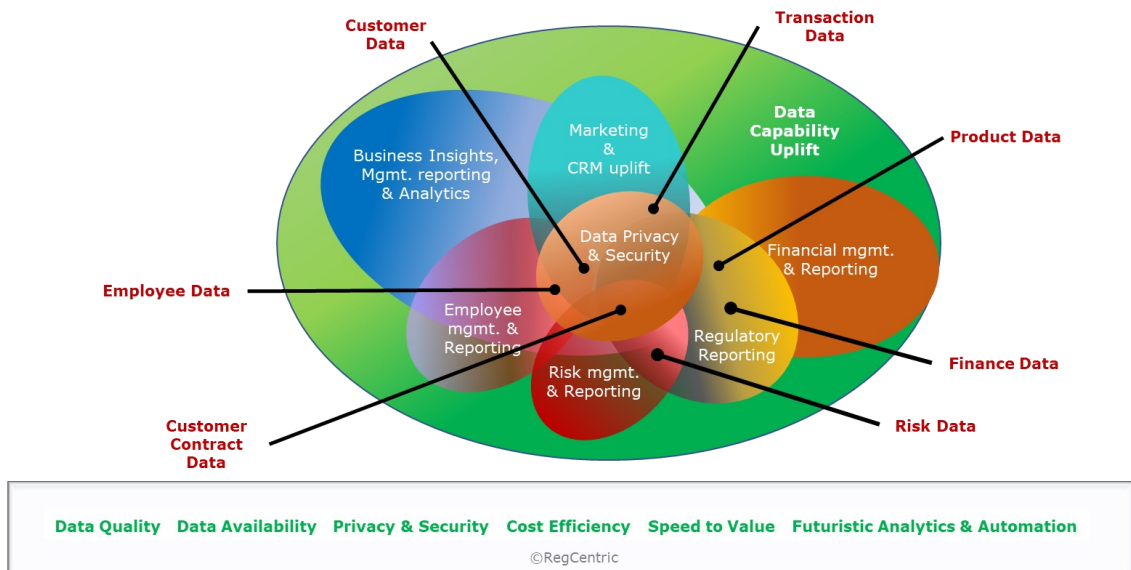 Customer
Data
Transaction
Data
Data
Capability
Uplift
Product Data
Marketing
&
CRM uplift
Business Insights,
Mgmt. reporting
& Analytics
Data Privacy
& Security
Financial mgmt.
& Reporting
Employee Data
Employee
mgmt. &
Reporting
Regulatory
Reporting
Risk mgmt.
& Reporting
Finance Data
Customer
Contract
Data
Risk Data
Data Quality Data Availability Privacy & Security Cost Efficiency Speed to Value Futuristic Analytics & Automation
©RegCentric